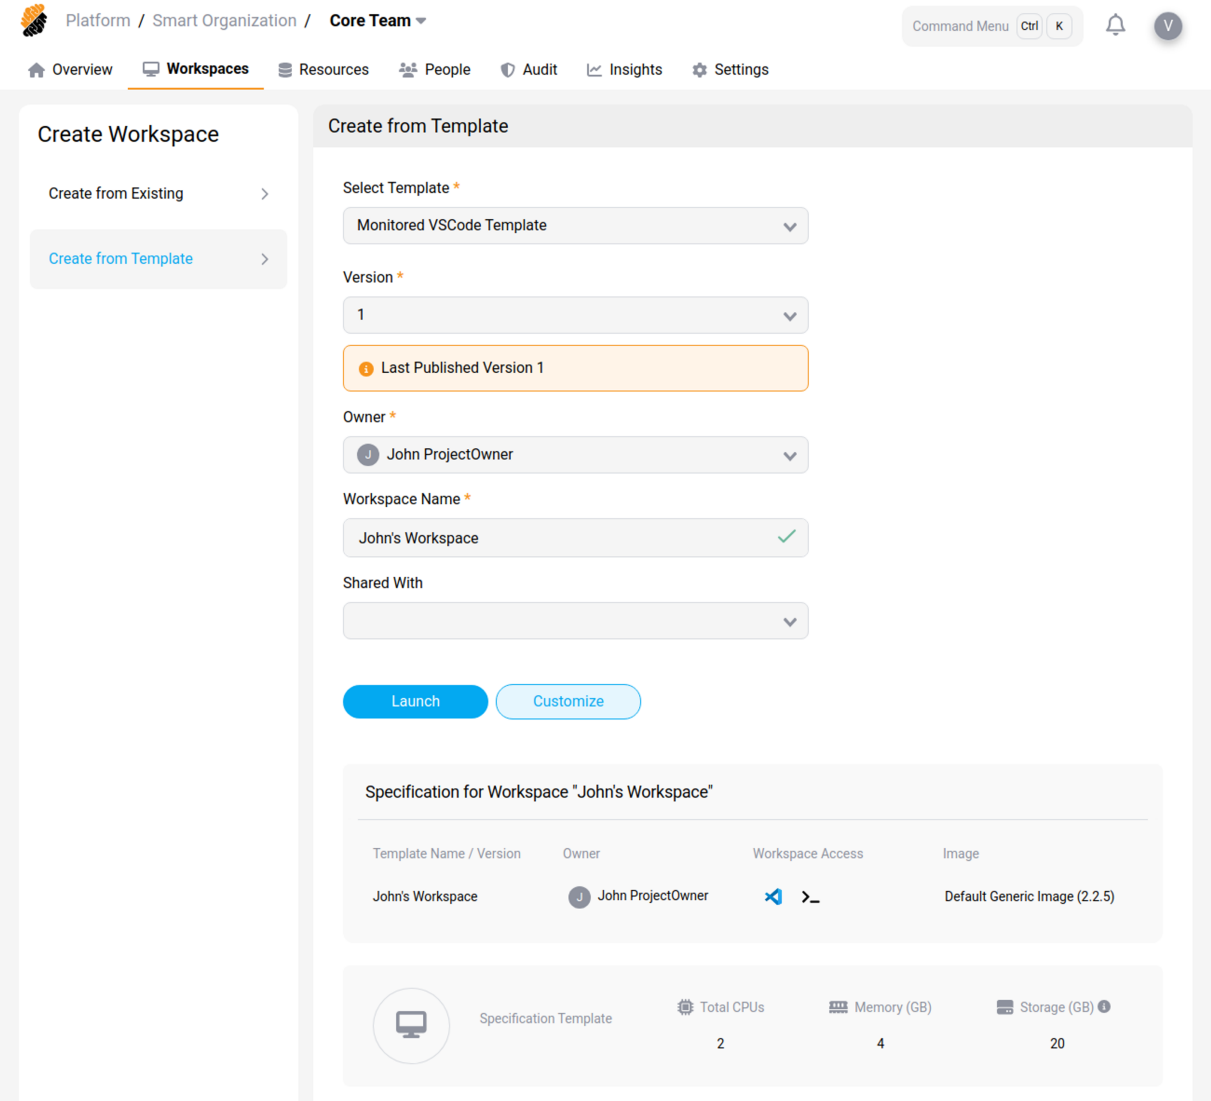 Platform / Smart Organization / Core Team
Command Menu Ctrl K
V
Overview Workspaces Resources People Audit Insights Settings
Create Workspace
Create from Existing
Create from Template
Create from Template
Select Template *
Monitored VSCode Template
Version *
1
Last Published Version 1
Owner *
J John ProjectOwner
Workspace Name *
John's Workspace
Shared With
Launch Customize
Specification for Workspace "John's Workspace"
Template Name / Version Owner Workspace Access Image
John's Workspace J John ProjectOwner Default Generic Image (2.2.5)
Specification Template
Total CPUs Memory (GB) Storage (GB)
2 4 20